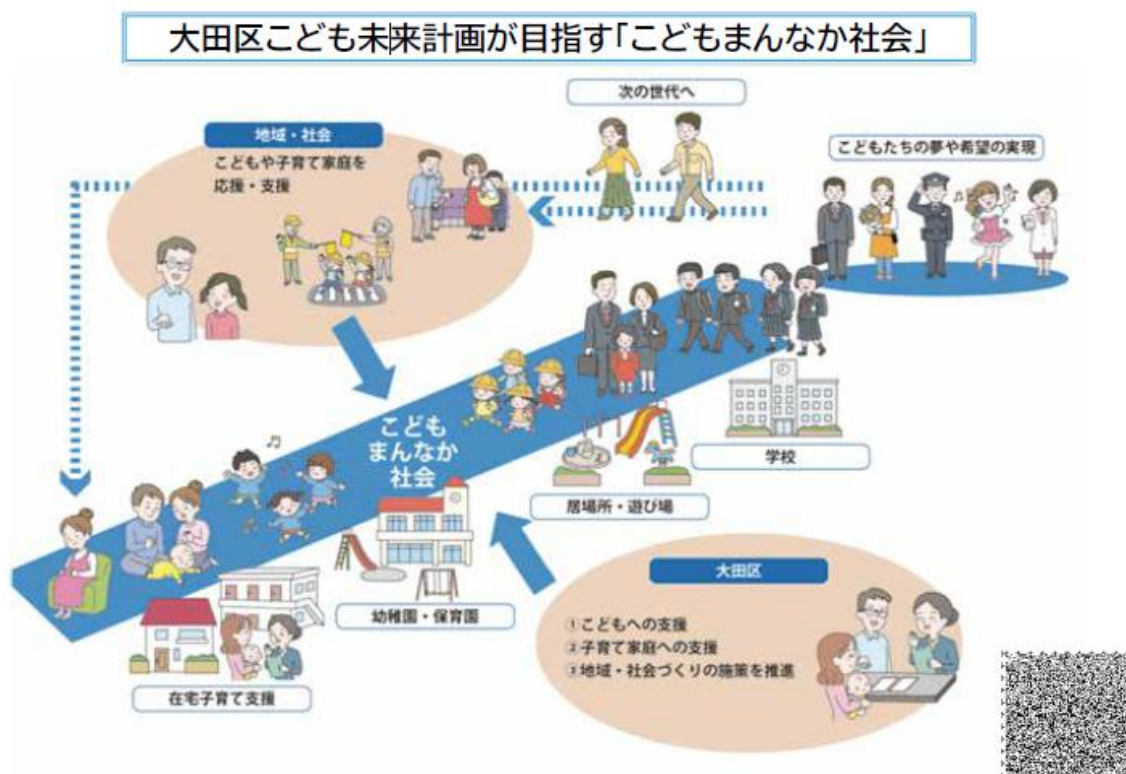 大田区こども未来計画が目指す「こどもまんなか社会」
次の世代へ
地域・社会
こどもや子育て家庭を
応援・支援
こどもたちの夢や希望の実現
こども
まんなか
社会
学校
居場所・遊び場
幼稚園・保育園
在宅子育て支援
大田区
①こどもへの支援
②子育て家庭への支援
③地域・社会づくりの施策を推進